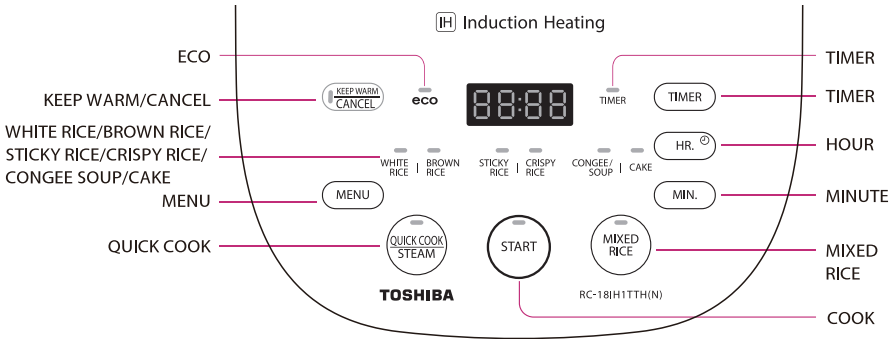 IH Induction Heating
ECO
TIMER
KEEP WARM/CANCEL
KEEP WARM
CANCEL
eco
88:88
TIMER
TIMER
TIMER
WHITE RICE/BROWN RICE/
STICKY RICE/CRISPY RICE/
CONGEE SOUP/CAKE
HR.
HOUR
WHITE
RICE
BROWN
RICE
STICKY
RICE
CRISPY
RICE
CONGEE/
SOUP
CAKE
MENU
MENU
MIN.
MINUTE
QUICK COOK
QUICK COOK
STEAM
START
MIXED
RICE
MIXED
RICE
TOSHIBA
RC-18IH1TTH(N)
COOK